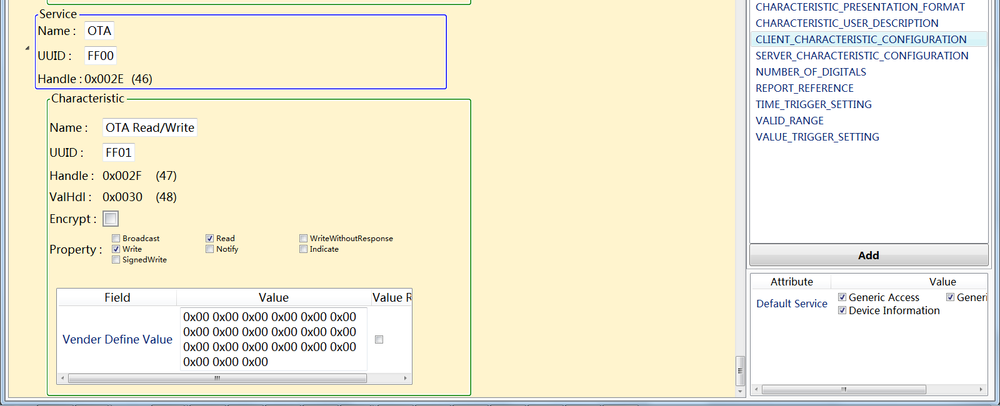 Service
Name : OTA
UUID : FF00
Handle : 0x002E (46)
Characteristic
Name : OTA Read/Write
UUID : FF01
Handle : 0x002F (47)
ValHdl : 0x0030 (48)
Encrypt :
Property :
Broadcast Read WriteWithoutResponse
Write Notify Indicate
SignedWrite
Field Value Value R
Vender Define Value
0x00 0x00 0x00 0x00 0x00 0x00
0x00 0x00 0x00 0x00 0x00 0x00
0x00 0x00 0x00 0x00 0x00 0x00
0x00 0x00 0x00
CHARACTERISTIC_PRESENTATION_FORMAT
CHARACTERISTIC_USER_DESCRIPTION
CLIENT_CHARACTERISTIC_CONFIGURATION
SERVER_CHARACTERISTIC_CONFIGURATION
NUMBER_OF_DIGITALS
REPORT_REFERENCE
TIME_TRIGGER_SETTING
VALID_RANGE
VALUE_TRIGGER_SETTING
Add
Attribute Value
Default Service
Generic Access Generi
Device Information